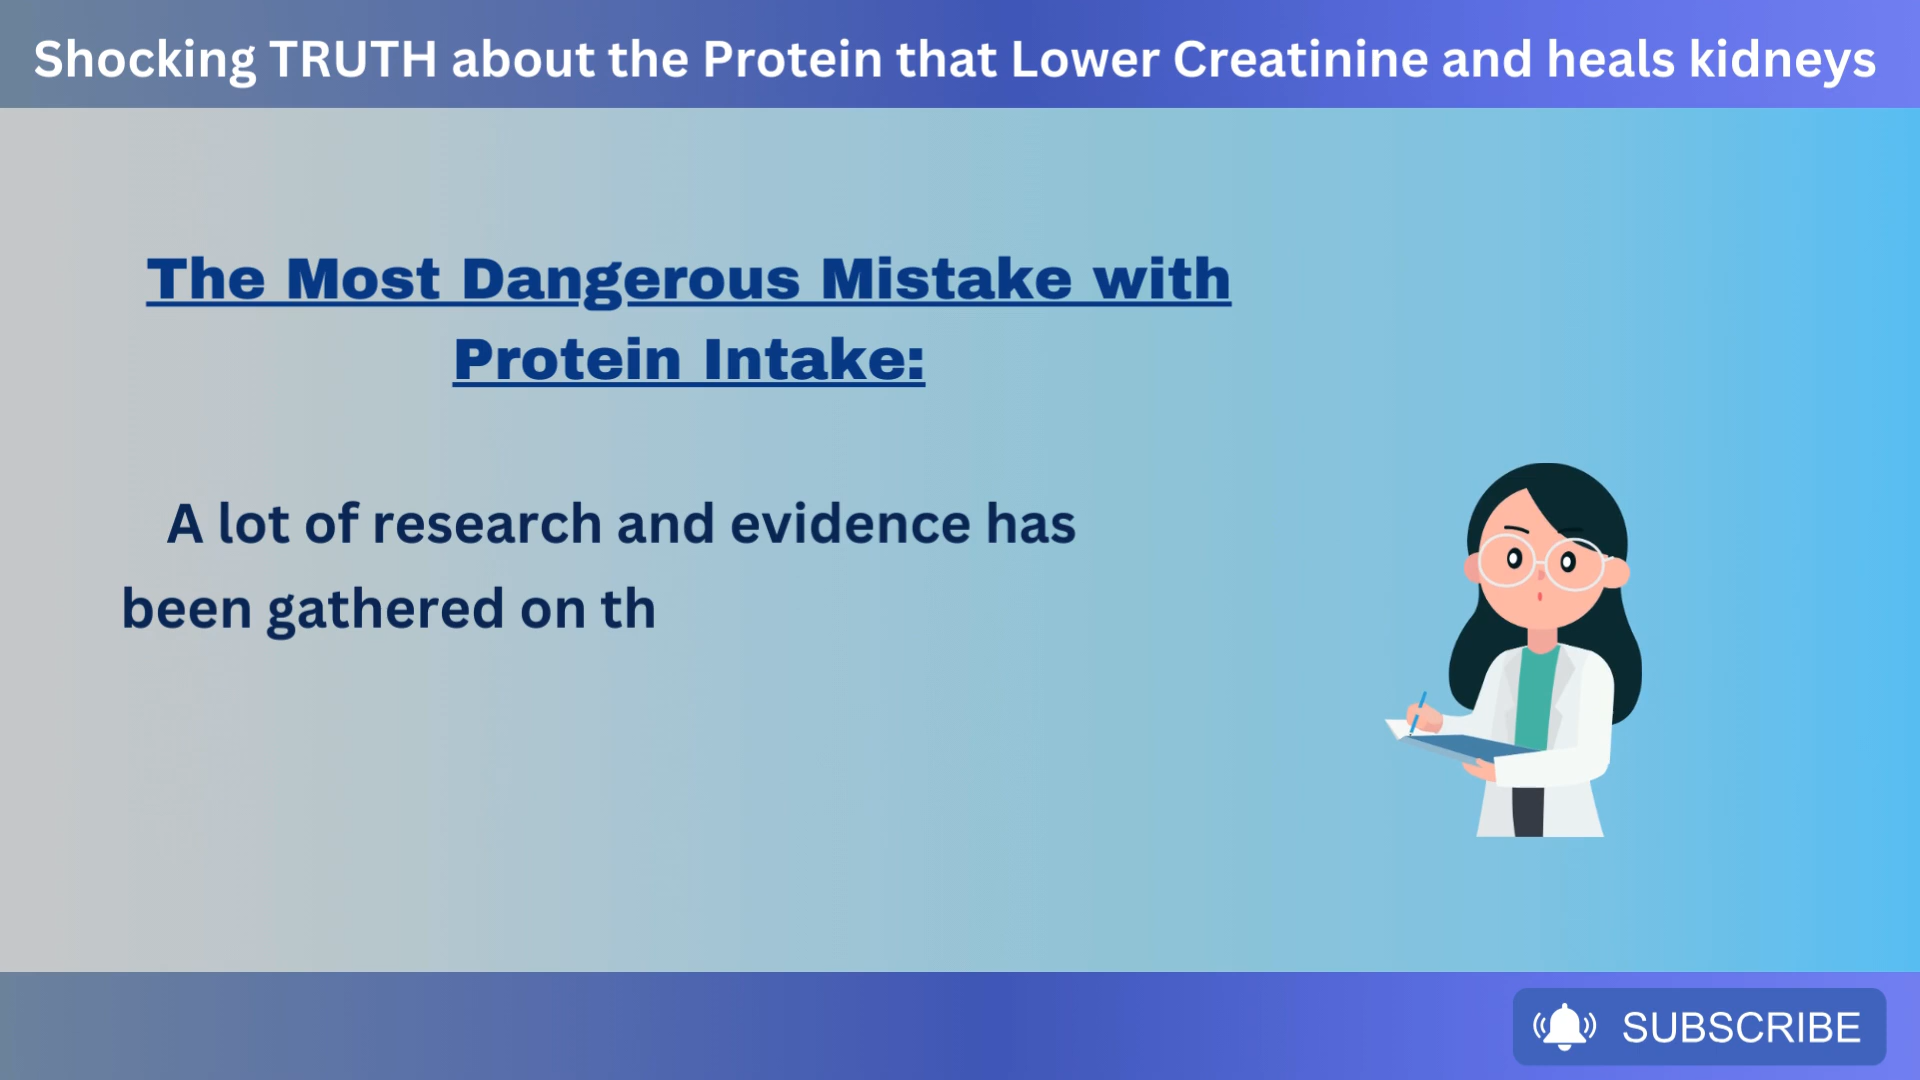 Shocking TRUTH about the Protein that Lower Creatinine and heals kidneys
The Most Dangerous Mistake with
Protein Intake:
A lot of research and evidence has
been gathered on th
SUBSCRIBE